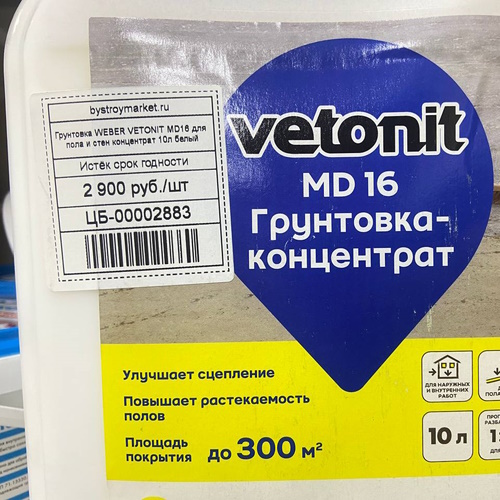 bystroymarket.ru
Грунтовка WEBER VETONIT MD16 для
пола и стен концентрат 10л белый
Истёк срок годности
2 900 руб./шт
ЦБ-00002883
vetonit
MD 16
Грунтовка-
концентрат
Улучшает сцепление
Повышает растекаемость
полов
Площадь
покрытия
до 300 м²
ДЛЯ НАРУЖНЫХ
И ВНУТРЕННИХ
РАБОТ
10 л